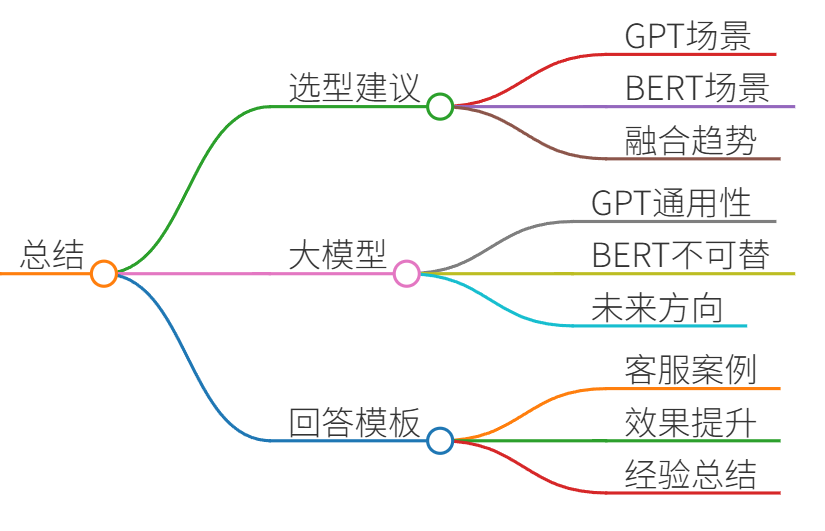 总结
选型建议
GPT场景
BERT场景
融合趋势
大模型
GPT通用性
BERT不可替
未来方向
回答模板
客服案例
效果提升
经验总结